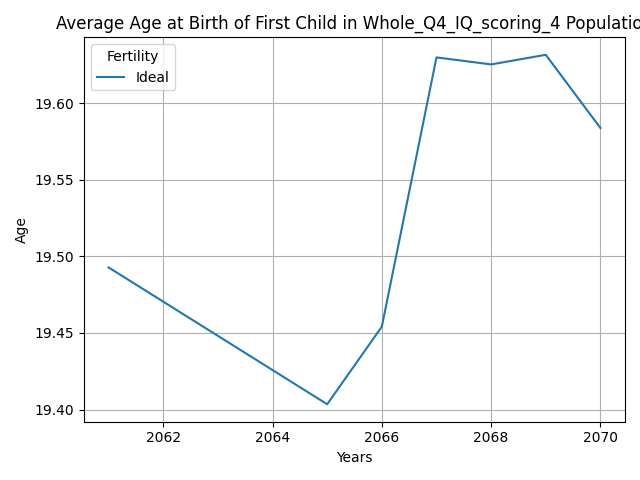 Average Age at Birth of First Child in Whole_Q4_IQ_scoring_4 Populatio
Fertility
Ideal
19.60
19.55
19.50
19.45
19.40
Age
2062 2064 2066 2068 2070
Years